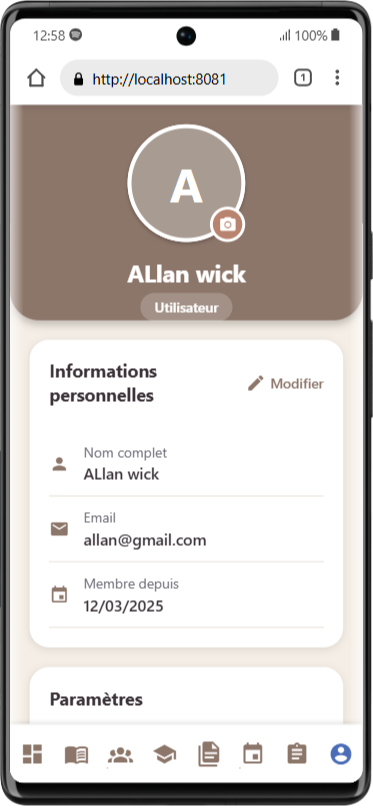 12:58
100%
http://localhost:8081
1
A
ALlan wick
Utilisateur
Informations
personnelles
Modifier
Nom complet
ALlan wick
Email
allan@gmail.com
Membre depuis
12/03/2025
Paramètres